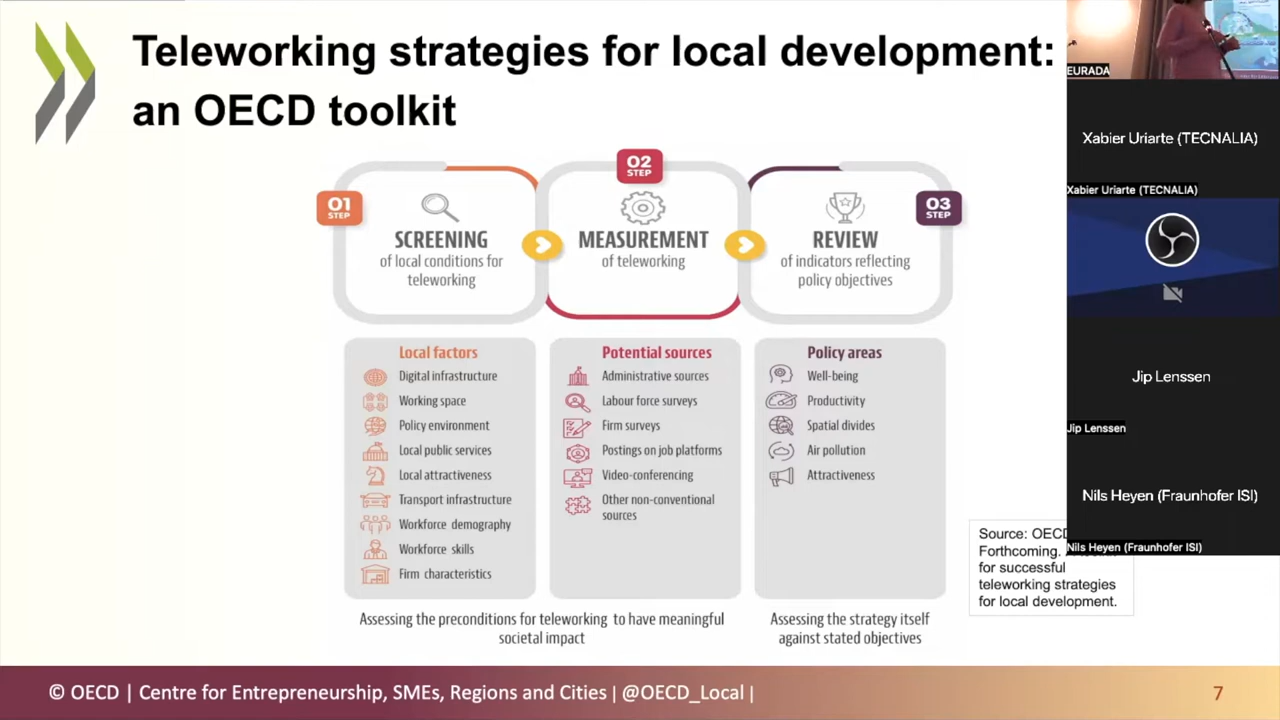 Teleworking strategies for local development:
an OECD toolkit
01
STEP
SCREENING
of local conditions for
teleworking
02
STEP
MEASUREMENT
of teleworking
03
STEP
REVIEW
of indicators reflecting
policy objectives
Local factors
Digital infrastructure
Working space
Policy environment
Local public services
Local attractiveness
Transport infrastructure
Workforce demography
Workforce skills
Firm characteristics
Potential sources
Administrative sources
Labour force surveys
Firm surveys
Postings on job platforms
Video-conferencing
Other non-conventional
sources
Policy areas
Well-being
Productivity
Spatial divides
Air pollution
Attractiveness
Assessing the preconditions for teleworking to have meaningful
societal impact
Assessing the strategy itself
against stated objectives
Source: OECD
Forthcoming.
for successful
teleworking strategies
for local development.
© OECD | Centre for Entrepreneurship, SMEs, Regions and Cities | @OECD_Local |
7
EURADA
Xabier Uriarte (TECNALIA)
Xabier Uriarte (TECNALIA)
Jip Lenssen
Jip Lenssen
Nils Heyen (Fraunhofer ISI)
Nils Heyen (Fraunhofer ISI)